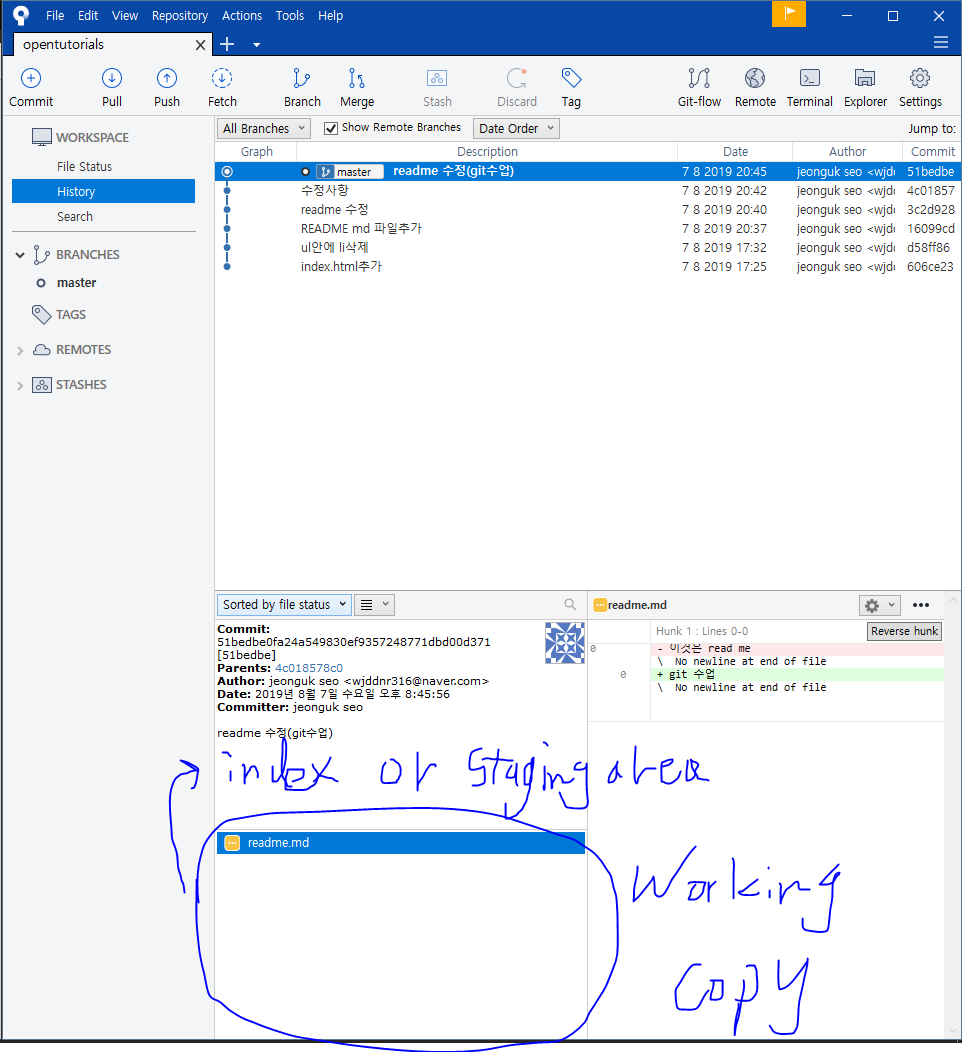 File Edit View Repository Actions Tools Help
opentutorials
Commit Pull Push Fetch Branch Merge Stash Discard Tag Git-flow Remote Terminal Explorer Settings
WORKSPACE
File Status
History
Search
BRANCHES
master
TAGS
REMOTES
STASHES
All Branches Show Remote Branches Date Order Jump to:
Graph Description Date Author Commit
master readme 수정(git수업) 7 8 2019 20:45 jeonguk seo <wjdc 51bedbe
수정사항 7 8 2019 20:42 jeonguk seo <wjdc 4c01857
readme 수정 7 8 2019 20:40 jeonguk seo <wjdc 3c2d928
README md 파일추가 7 8 2019 20:37 jeonguk seo <wjdc 16099cd
ul안에 li삭제 7 8 2019 17:32 jeonguk seo <wjdc d58ff86
index.html추가 7 8 2019 17:25 jeonguk seo <wjdc 606ce23
Sorted by file status
Commit:
51bedbe0fa24a549830ef9357248771dbd00d371
[51bedbe]
Parents: 4c018578c0
Author: jeonguk seo <wjddnr316@naver.com>
Date: 2019년 8월 7일 수요일 오후 8:45:56
Committer: jeonguk seo
readme 수정(git수업)
readme.md
Hunk 1 : Lines 0-0 Reverse hunk
0 - 이것은 read me
\ No newline at end of file
0 + git 수업
\ No newline at end of file
index or Staging area
readme.md
Working
copy